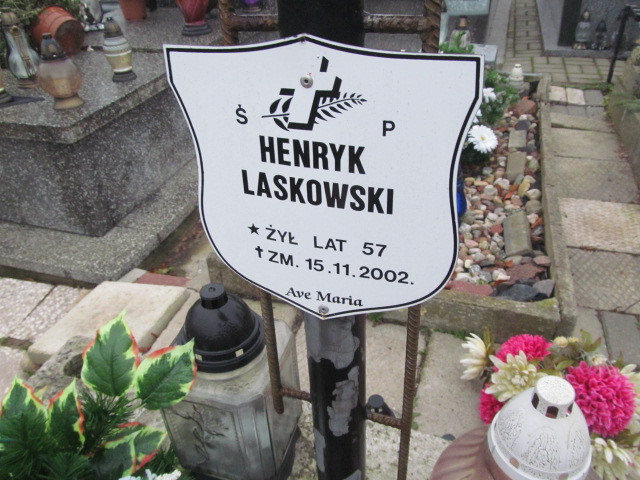 Ś P
HENRYK
LASKOWSKI
★ ŻYŁ LAT 57
† ZM. 15.11.2002.
Ave Maria